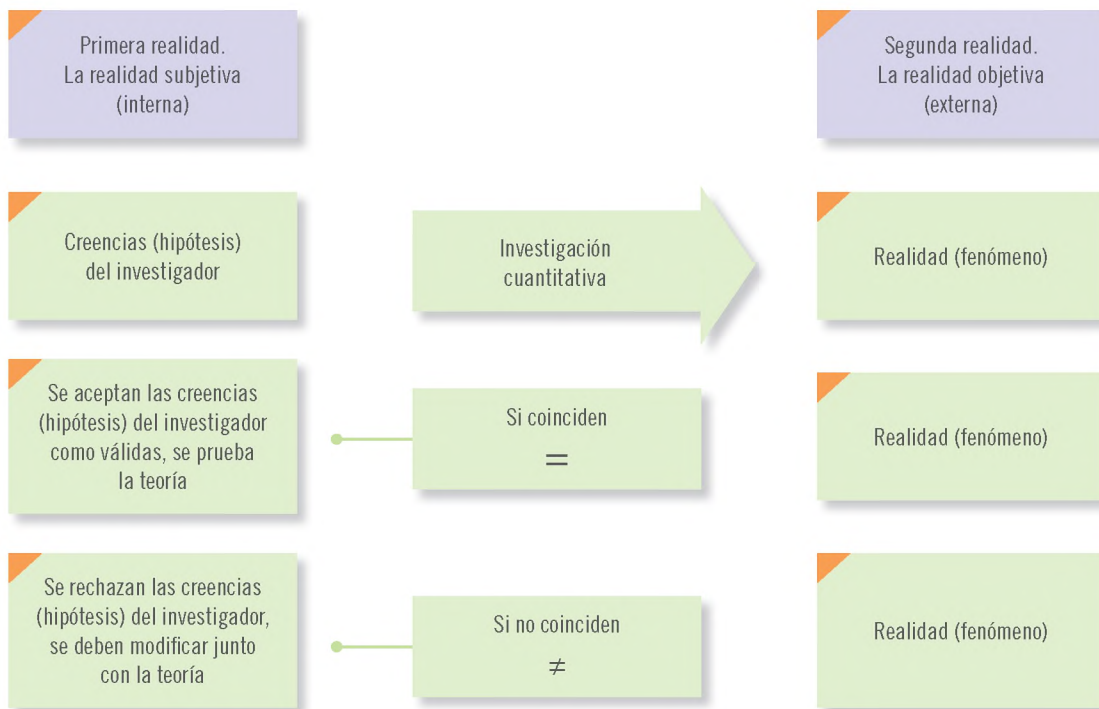 Primera realidad.
La realidad subjetiva
(interna)
Segunda realidad.
La realidad objetiva
(externa)
Creencias (hipótesis)
del investigador
Investigación
cuantitativa
Realidad (fenómeno)
Se aceptan las creencias
(hipótesis) del investigador
como válidas, se prueba
la teoría
Si coinciden
=
Realidad (fenómeno)
Se rechazan las creencias
(hipótesis) del investigador,
se deben modificar junto
con la teoría
Si no coinciden
≠
Realidad (fenómeno)